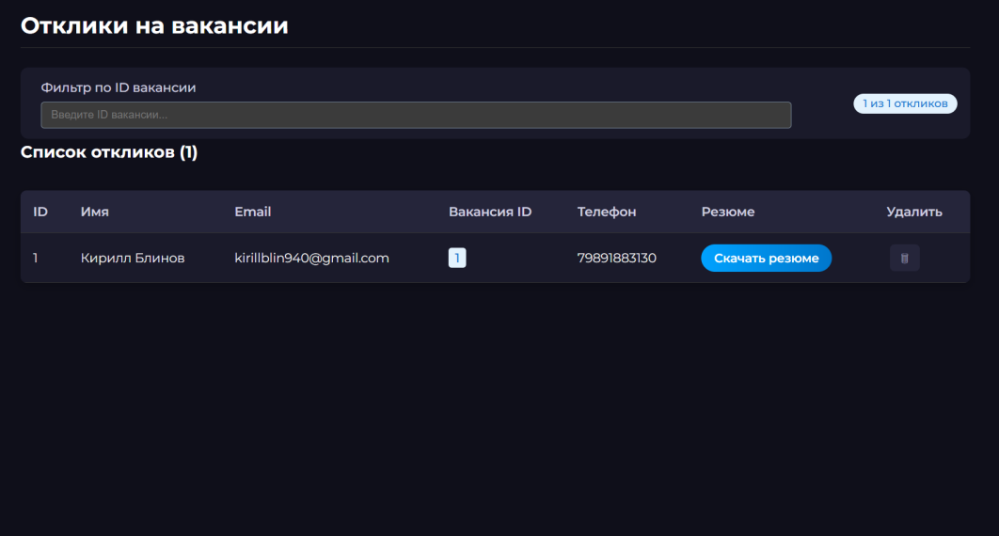 Отклики на вакансии
Фильтр по ID вакансии
Введите ID вакансии...
1 из 1 откликов
Список откликов (1)
ID Имя Email Вакансия ID Телефон Резюме Удалить
1 Кирилл Блинов kirillblin940@gmail.com 1 79891883130 Скачать резюме